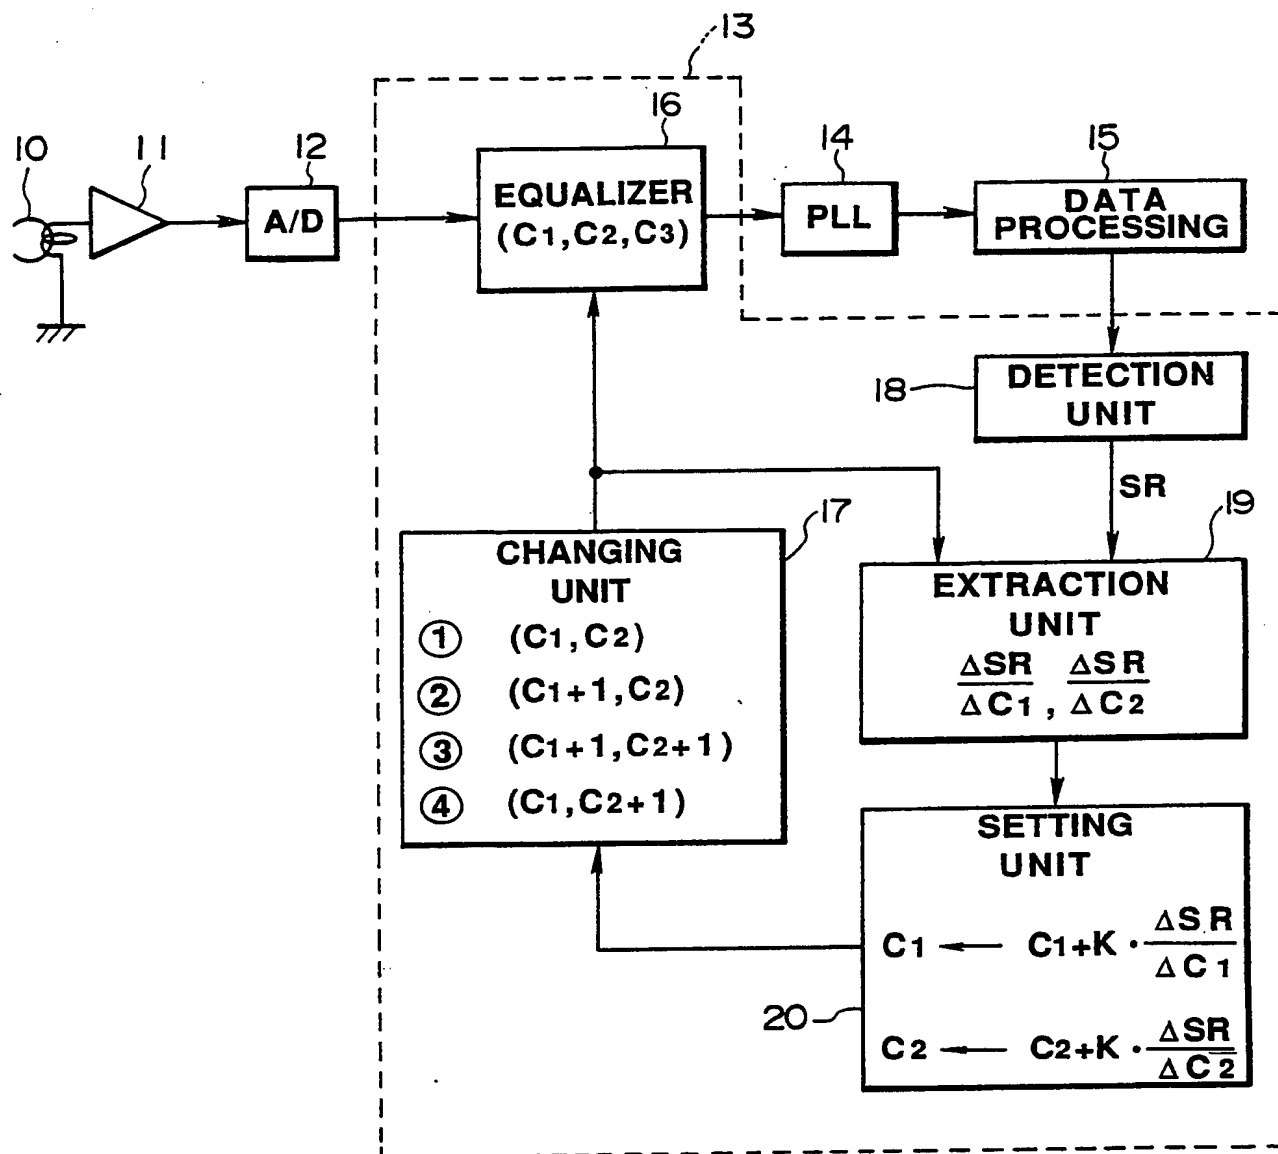 13
16
10
11
12
14
15
EQUALIZER
(C1,C2,C3)
A/D
PLL
DATA
PROCESSING
18
DETECTION
UNIT
SR
17
19
CHANGING
UNIT
① (C1,C2)
② (C1+1,C2)
③ (C1+1,C2+1)
④ (C1,C2+1)
EXTRACTION
UNIT
ΔSR/ΔC1, ΔSR/ΔC2
SETTING
UNIT
C1 ← C1+K·ΔSR/ΔC1
20
C2 ← C2+K·ΔSR/ΔC2